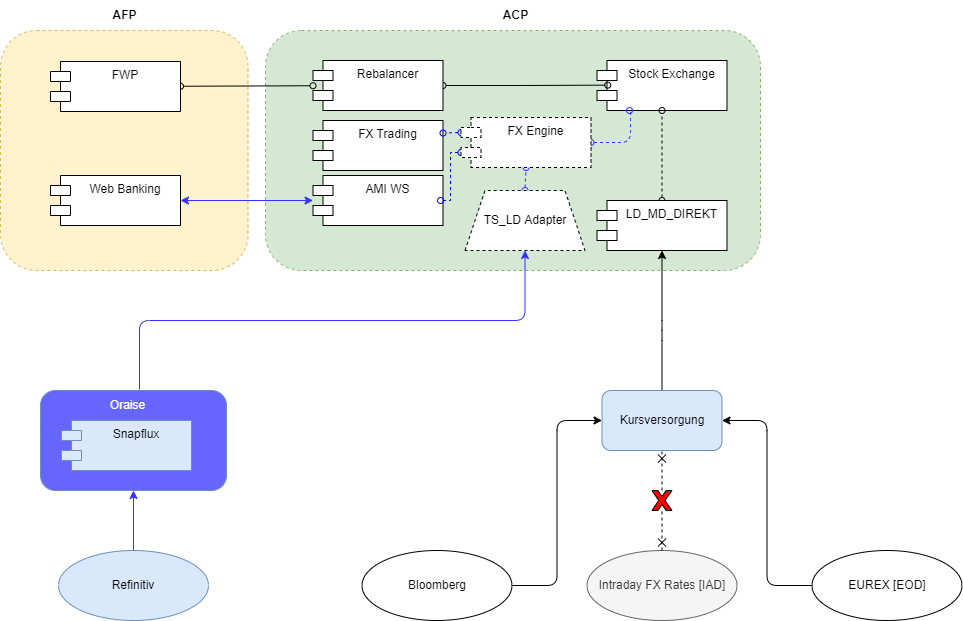 AFP
ACP
FWP
Rebalancer
Stock Exchange
FX Trading
FX Engine
Web Banking
AMI WS
TS_LD Adapter
LD_MD_DIREKT
Oraise
Snapflux
Kursversorgung
X
Refinitiv
Bloomberg
Intraday FX Rates [IAD]
EUREX [EOD]